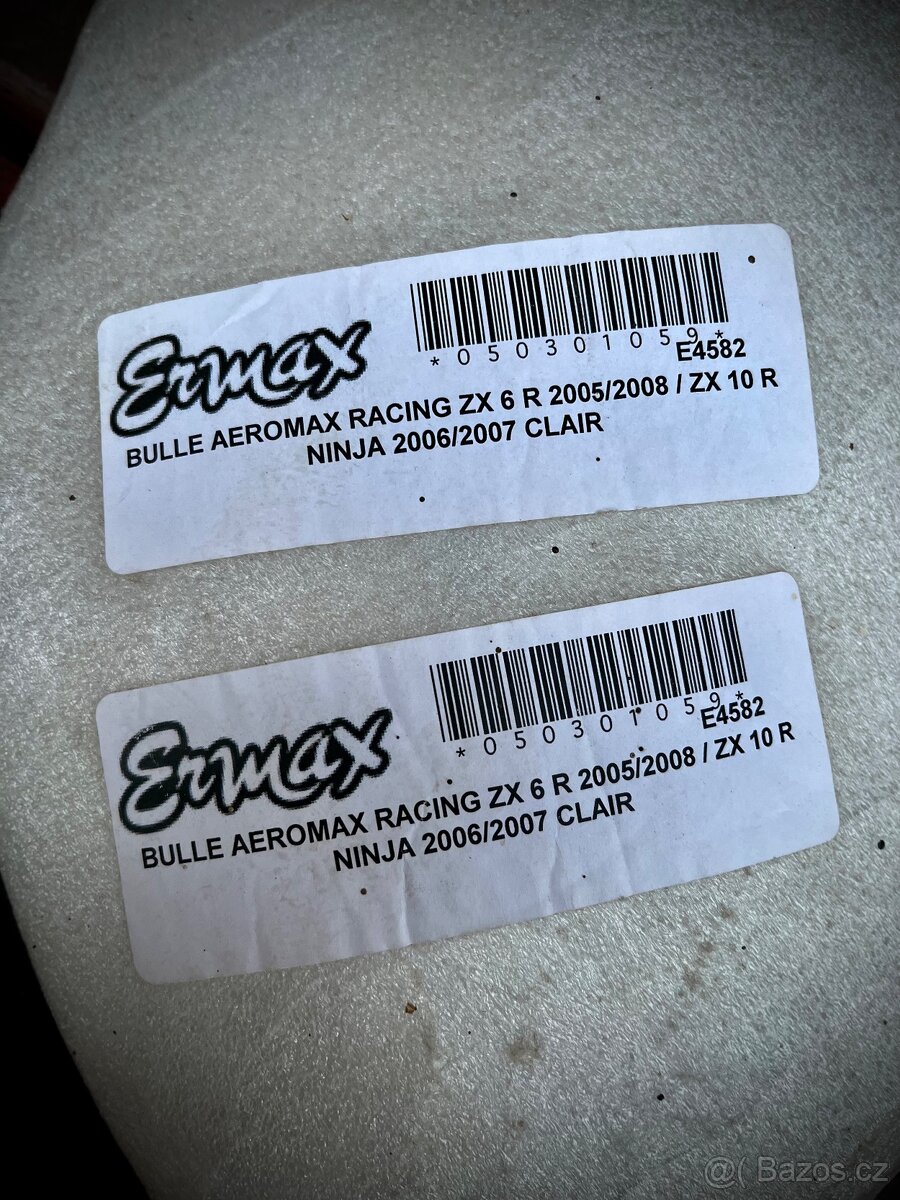 Ermax
*050301059*
E4582
BULLE AEROMAX RACING ZX 6 R 2005/2008 / ZX 10 R
NINJA 2006/2007 CLAIR
Ermax
*050301059*
E4582
BULLE AEROMAX RACING ZX 6 R 2005/2008 / ZX 10 R
NINJA 2006/2007 CLAIR
@( Bazos.cz